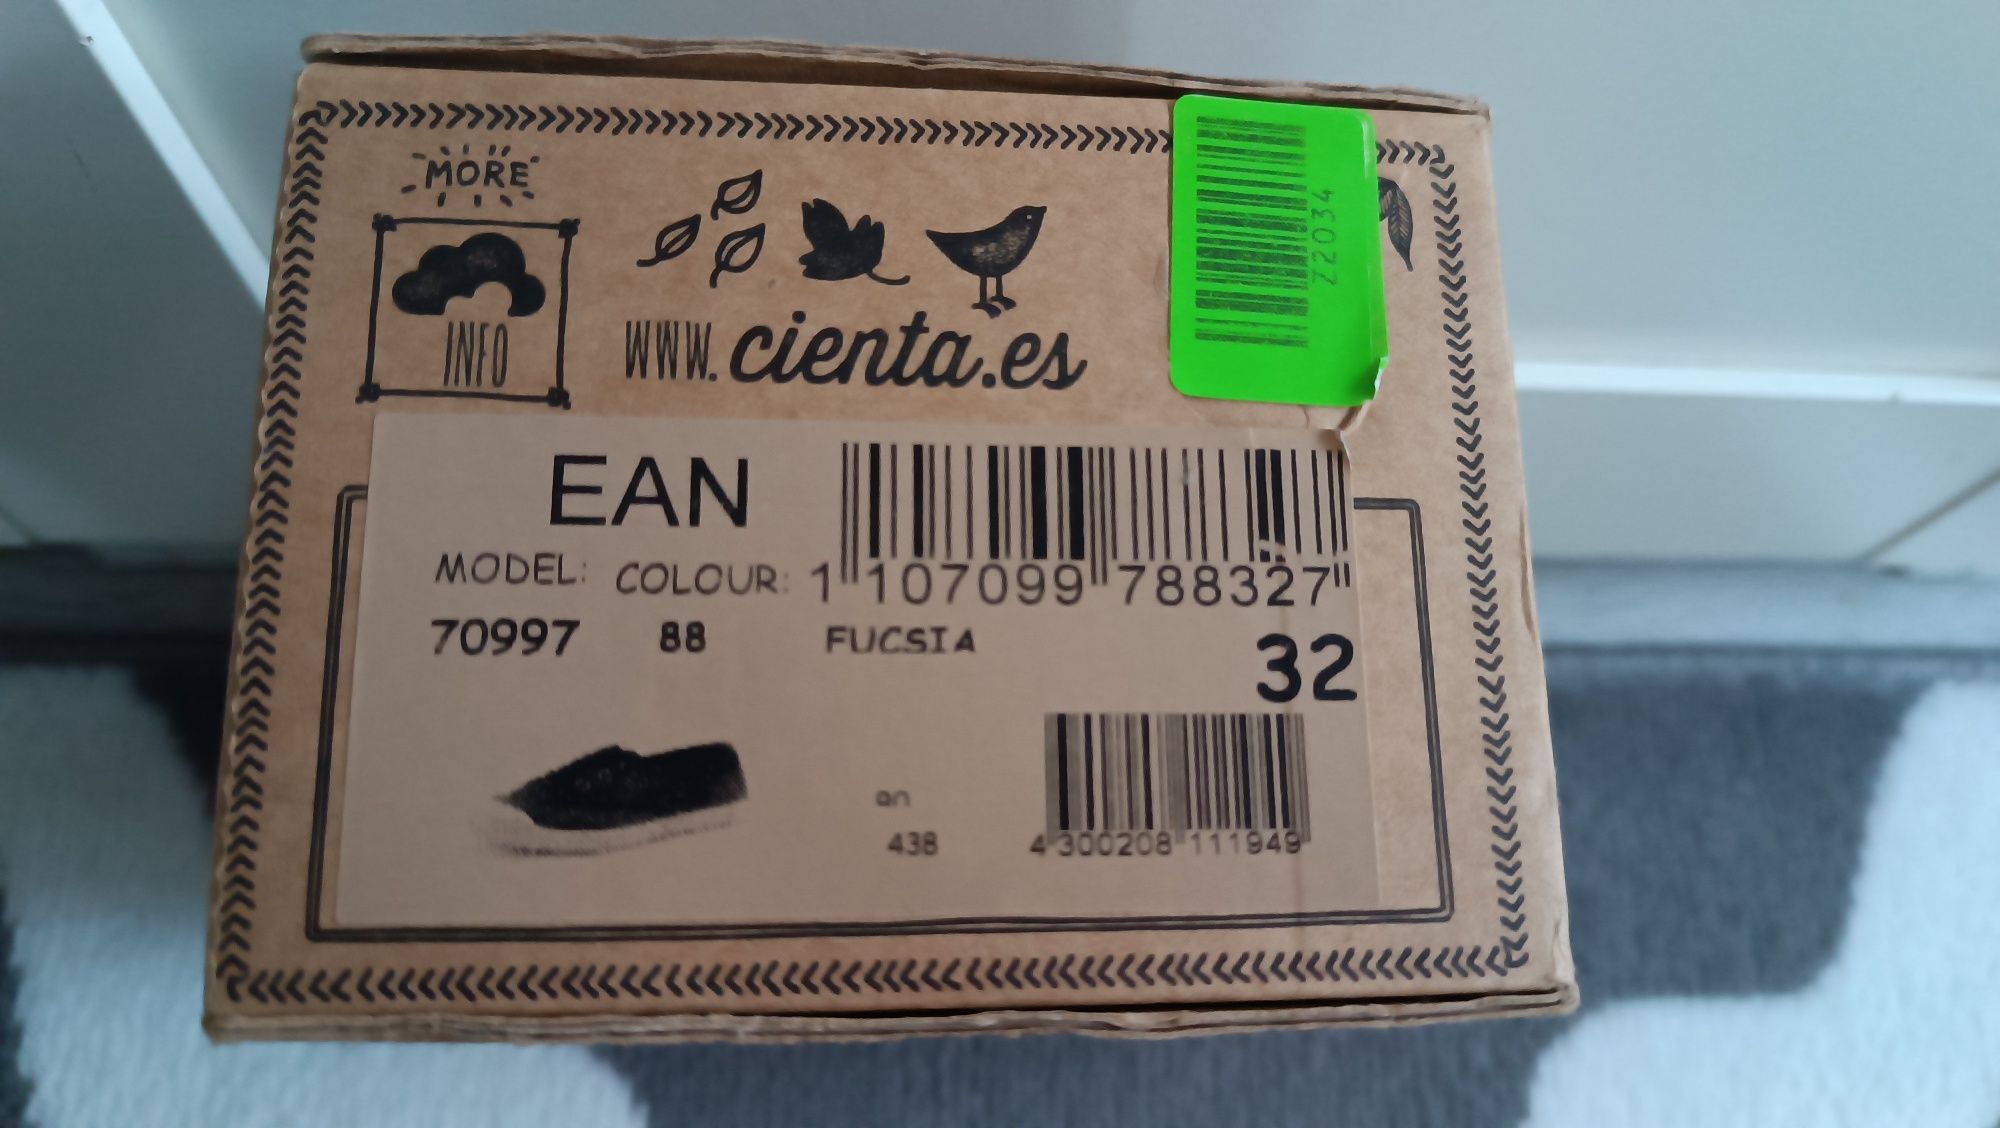 MORE
INFO
www.cienta.es
Z2034
EAN
MODEL: COLOUR: 1 107099 788327
70997 88 FUCSIA
32
an
438
4 300208 111949